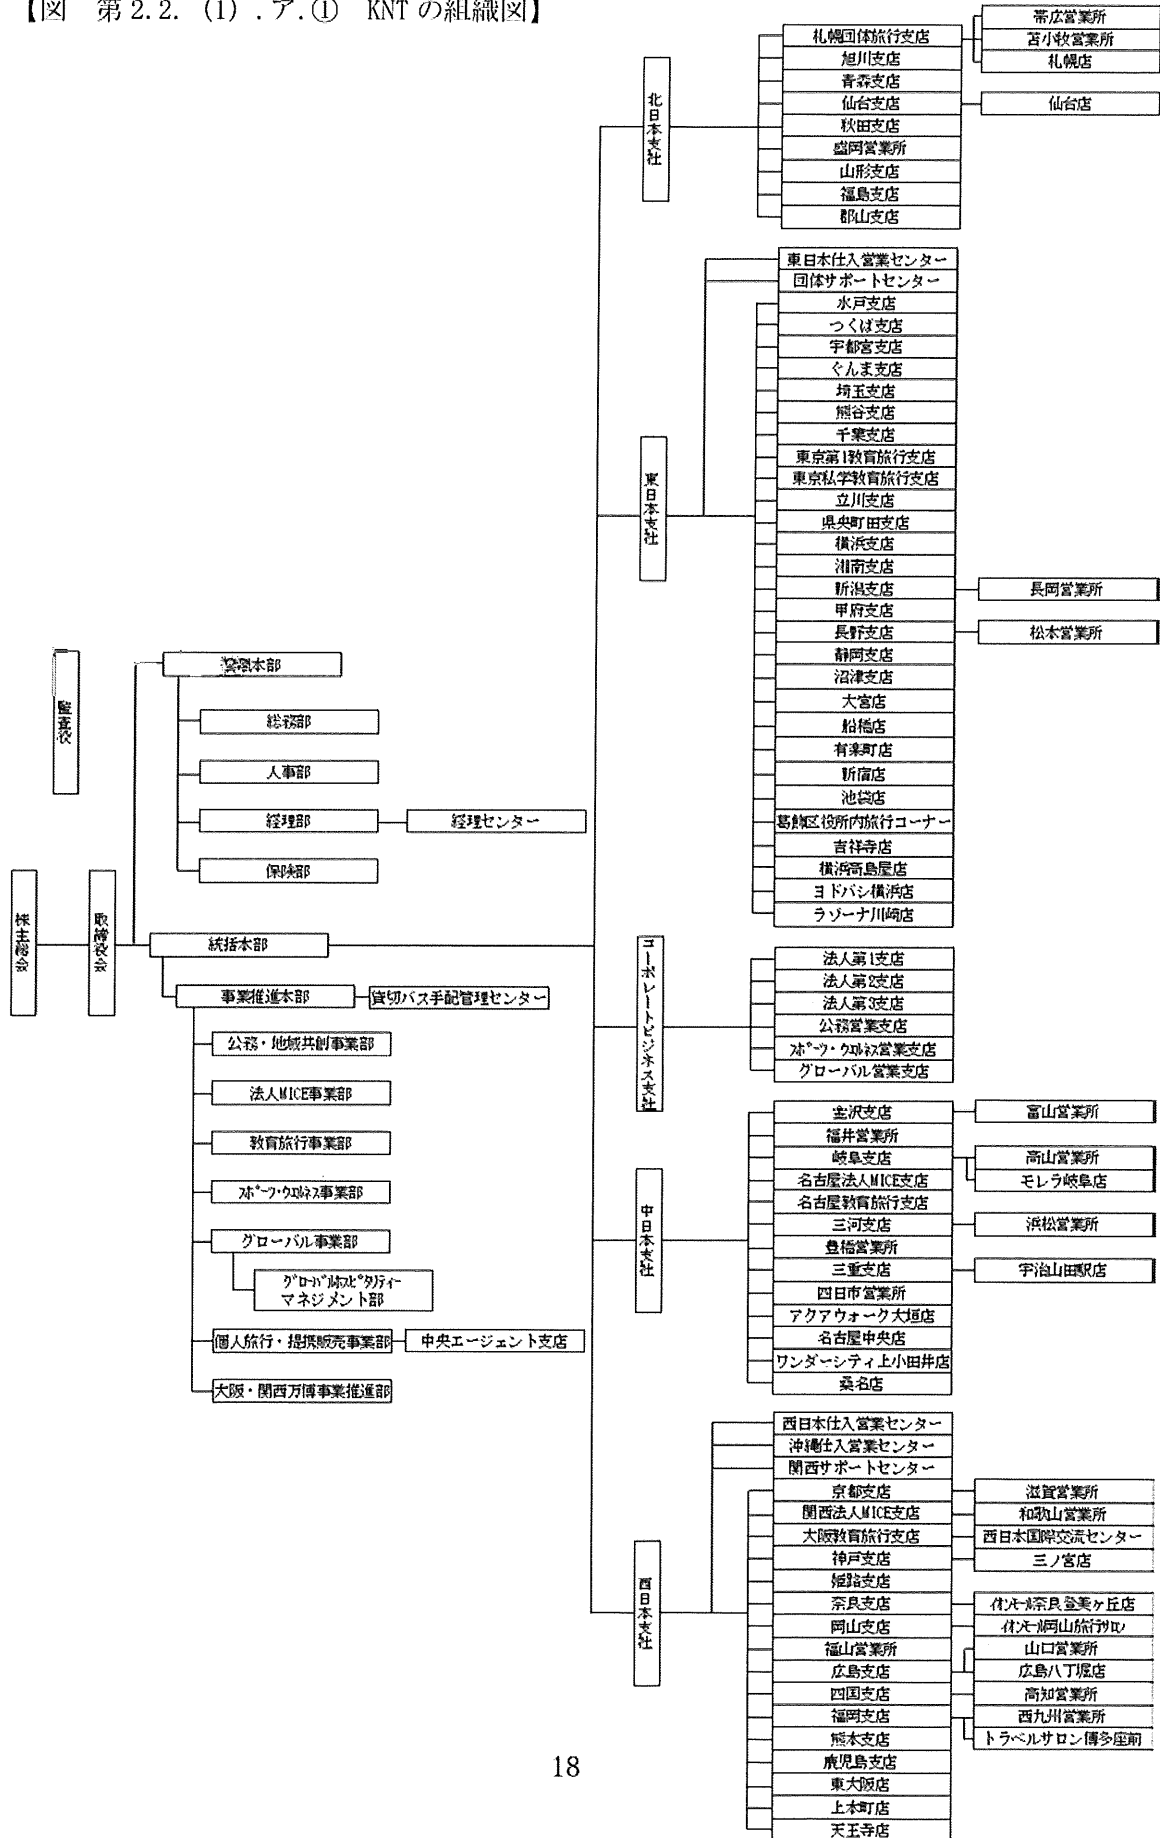 【図 第2.2.（1）.ア.① KNTの組織図】
株主総会
取締役会
監査役
管理本部
総務部
人事部
経理部
経理センター
保険部
統括本部
事業推進本部
貸切バス手配管理センター
公務・地域共創事業部
法人MICE事業部
教育旅行事業部
スポーツ・ウエルネス事業部
グローバル事業部
グローバルホスピタリティー
マネジメント部
個人旅行・提携販売事業部
中央エージェント支店
大阪・関西万博事業推進部
北日本支社
札幌団体旅行支店
帯広営業所
苫小牧営業所
札幌店
旭川支店
青森支店
仙台支店
仙台店
秋田支店
盛岡営業所
山形支店
福島支店
郡山支店
東日本支社
東日本仕入営業センター
団体サポートセンター
水戸支店
つくば支店
宇都宮支店
ぐんま支店
埼玉支店
熊谷支店
千葉支店
東京第1教育旅行支店
東京私学教育旅行支店
立川支店
県央町田支店
横浜支店
湘南支店
新潟支店
長岡営業所
甲府支店
長野支店
松本営業所
静岡支店
沼津支店
大宮店
船橋店
有楽町店
新宿店
池袋店
葛飾区役所内旅行コーナー
吉祥寺店
横浜高島屋店
ヨドバシ横浜店
ラゾーナ川崎店
コーポレートビジネス支社
法人第1支店
法人第2支店
法人第3支店
公務営業支店
スポーツ・ウエルネス営業支店
グローバル営業支店
中日本支社
金沢支店
富山営業所
福井営業所
岐阜支店
高山営業所
モレラ岐阜店
名古屋法人MICE支店
名古屋教育旅行支店
三河支店
浜松営業所
豊橋営業所
三重支店
宇治山田駅店
四日市営業所
アクアウォーク大垣店
名古屋中央店
ワンダーシティ上小田井店
桑名店
西日本支社
西日本仕入営業センター
沖縄仕入営業センター
関西サポートセンター
京都支店
滋賀営業所
関西法人MICE支店
和歌山営業所
大阪教育旅行支店
西日本国際交流センター
神戸支店
三ノ宮店
姫路支店
奈良支店
イオンモール奈良登美ヶ丘店
岡山支店
イオンモール岡山旅行サロン
福山営業所
広島支店
山口営業所
広島八丁堀店
四国支店
高知営業所
福岡支店
西九州営業所
トラベルサロン博多座前
熊本支店
鹿児島支店
東大阪店
上本町店
天王寺店
18